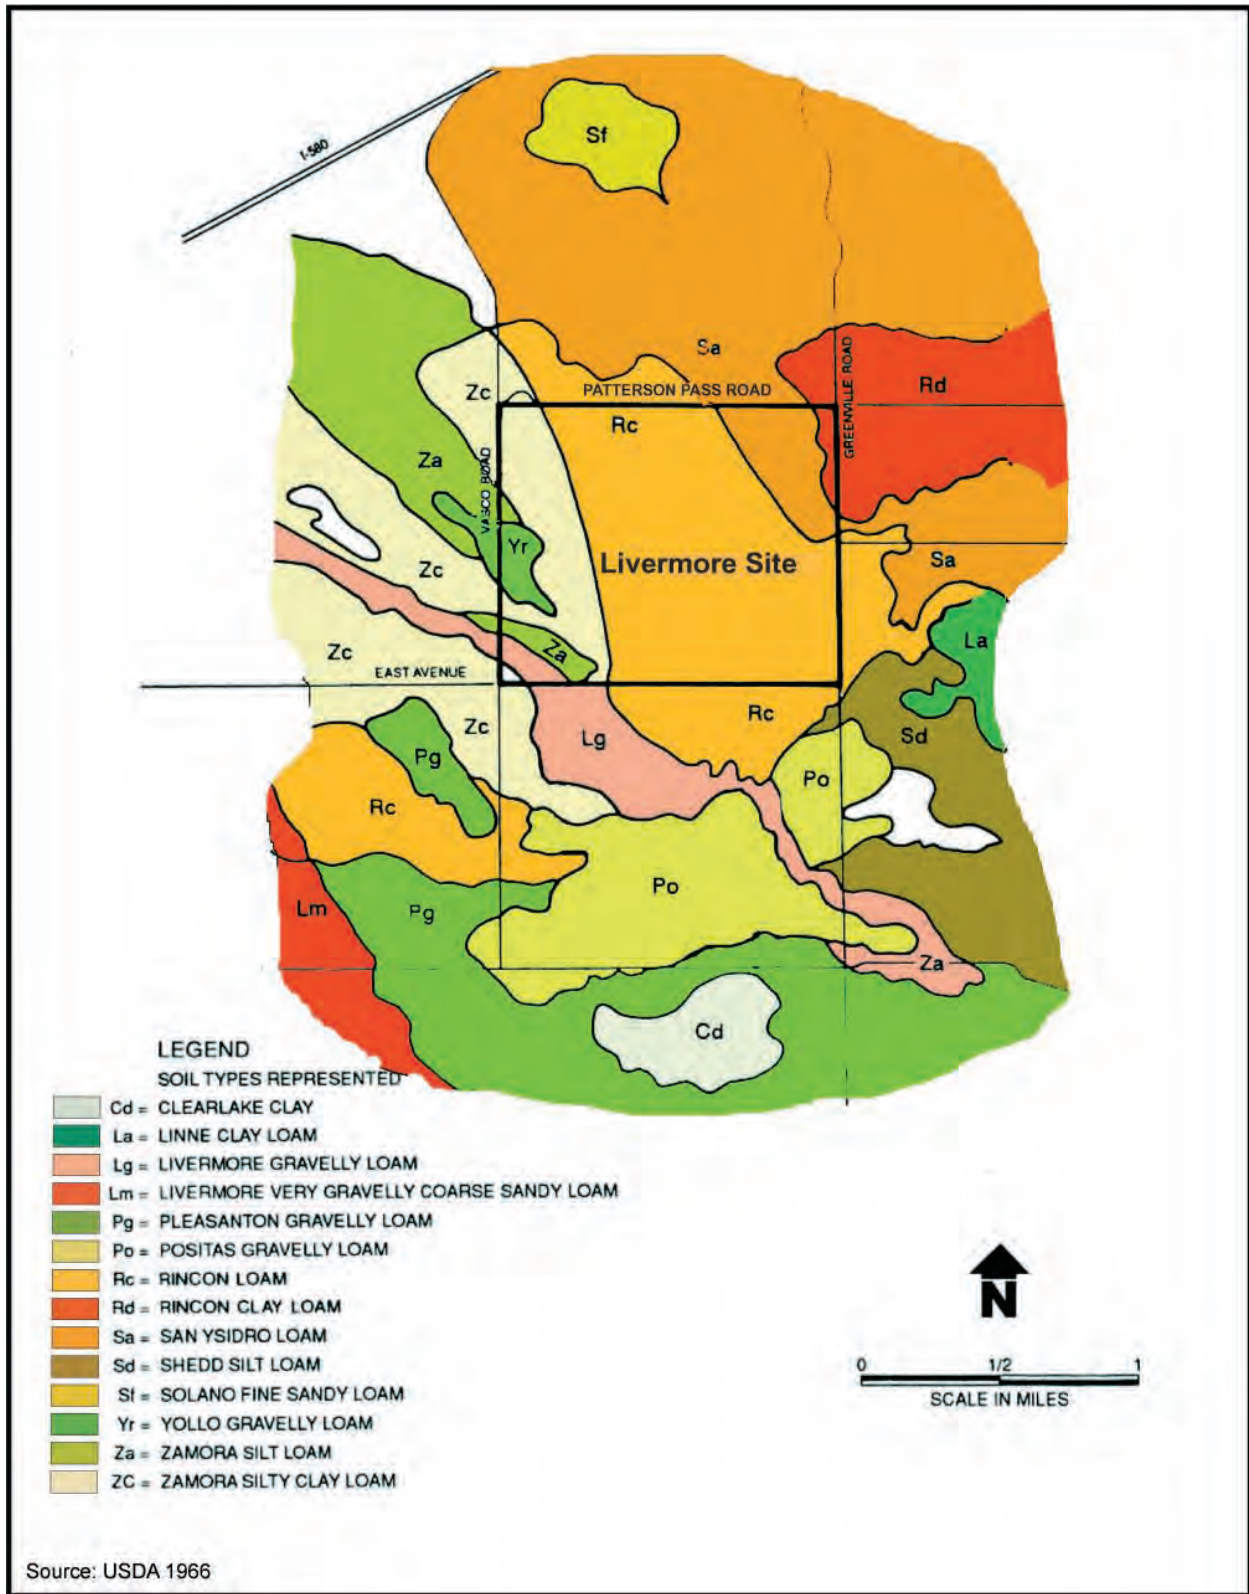 I-580
Sf
Sa
PATTERSON PASS ROAD
GREENVILLE ROAD
Rd
Zc
Rc
Za
VASCO ROAD
Yr
Livermore Site
Zc
Sa
Zc
Za
La
EAST AVENUE
Zc
Rc
Lg
Sd
Pg
Po
Rc
Po
Lm
Pg
Za
Cd
LEGEND
SOIL TYPES REPRESENTED
Cd = CLEARLAKE CLAY
La = LINNE CLAY LOAM
Lg = LIVERMORE GRAVELLY LOAM
Lm = LIVERMORE VERY GRAVELLY COARSE SANDY LOAM
Pg = PLEASANTON GRAVELLY LOAM
Po = POSITAS GRAVELLY LOAM
Rc = RINCON LOAM
Rd = RINCON CLAY LOAM
Sa = SAN YSIDRO LOAM
Sd = SHEDD SILT LOAM
Sf = SOLANO FINE SANDY LOAM
Yr = YOLLO GRAVELLY LOAM
Za = ZAMORA SILT LOAM
ZC = ZAMORA SILTY CLAY LOAM
N
0 1/2 1
SCALE IN MILES
Source: USDA 1966